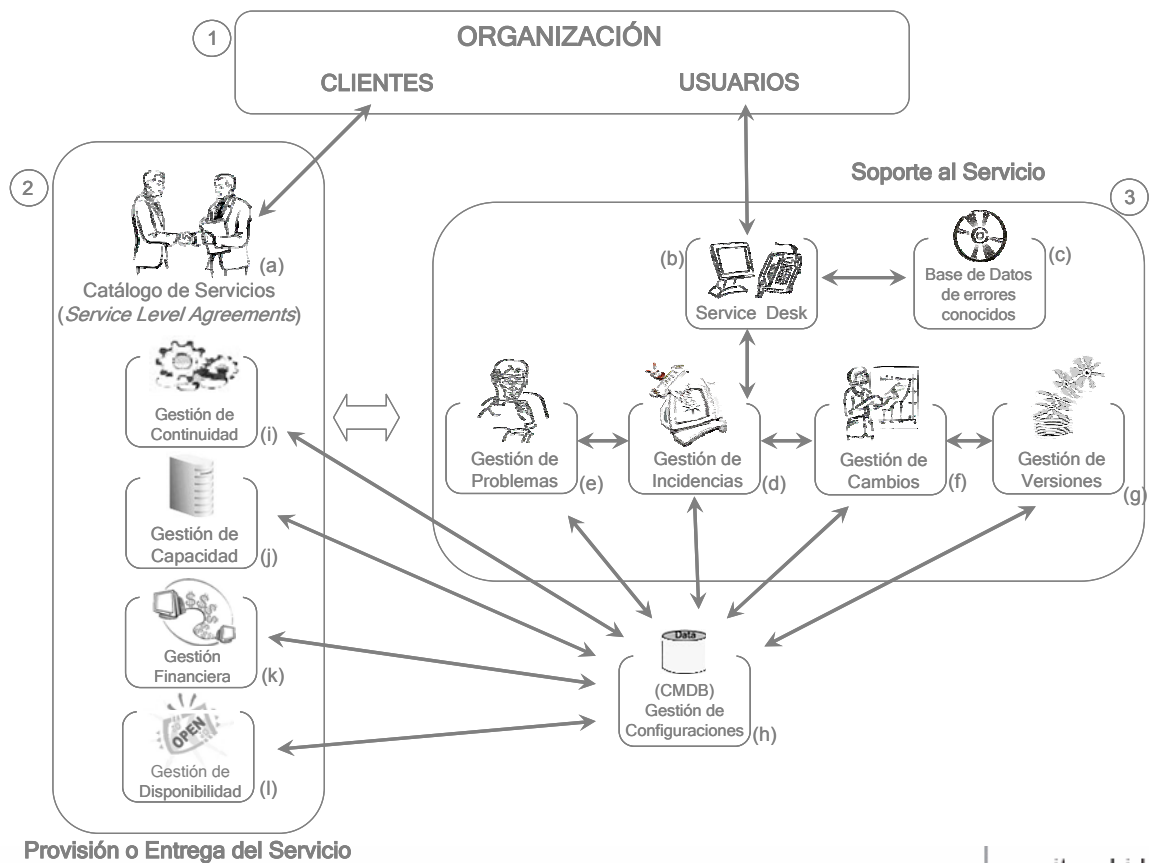 1
ORGANIZACIÓN
CLIENTES
USUARIOS
2
(a)
Catálogo de Servicios
(Service Level Agreements)
Gestión de
Continuidad
(i)
Gestión de
Capacidad
(j)
Gestión
Financiera
(k)
OPEN
Gestión de
Disponibilidad
(l)
Provisión o Entrega del Servicio
Soporte al Servicio
3
(b)
Service Desk
(c)
Base de Datos
de errores
conocidos
Gestión de
Problemas
(e)
Gestión de
Incidencias
(d)
Gestión de
Cambios
(f)
Gestión de
Versiones
(g)
Data
(CMDB)
Gestión de
Configuraciones
(h)